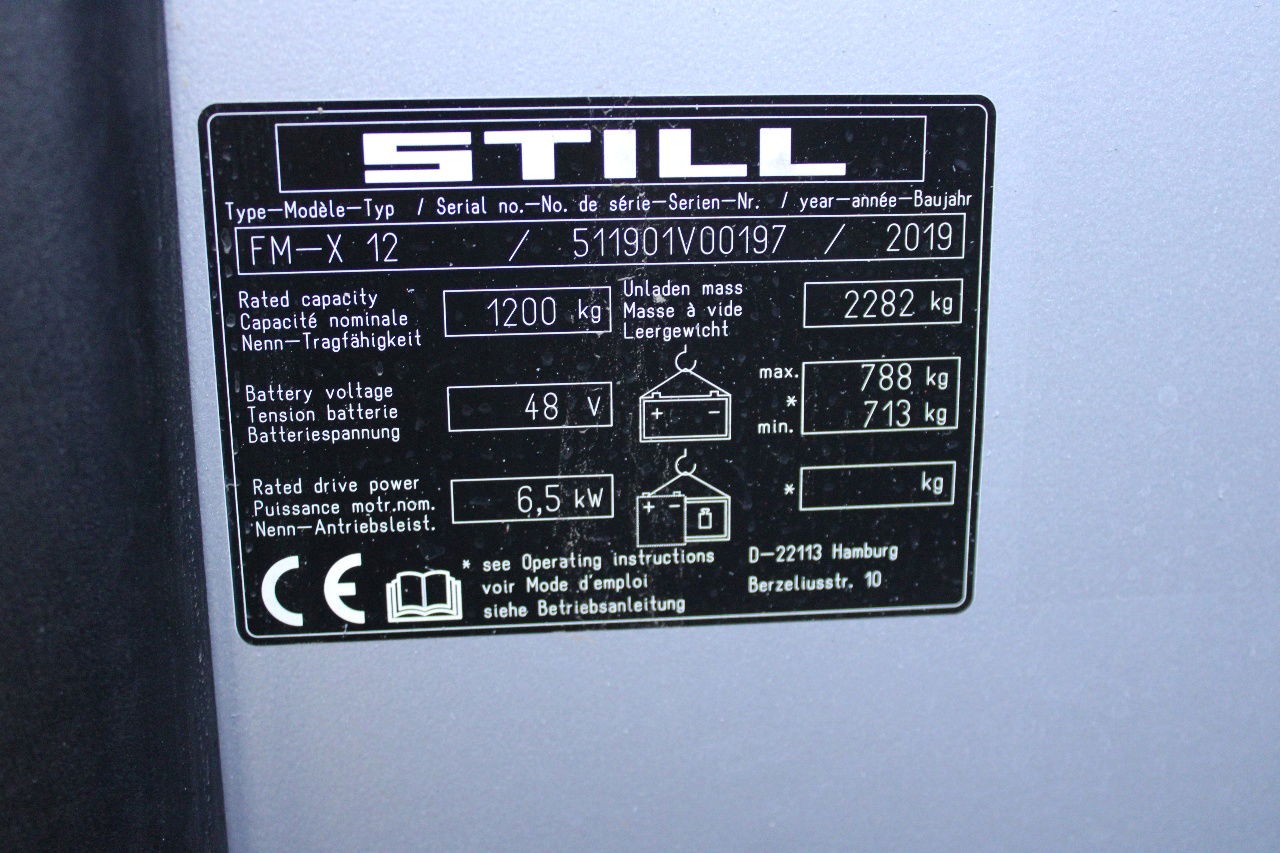 STILL
Type-Modèle-Typ / Serial no.-No. de série-Serien-Nr. / year-année-Baujahr
FM-X 12 / 511901V00197 / 2019
Rated capacity
Capacité nominale
Nenn-Tragfähigkeit
1200 kg
Unladen mass
Masse à vide
Leergewicht
2282 kg
Battery voltage
Tension batterie
Batteriespannung
48 V
+ -
max.
*
min.
788 kg
713 kg
Rated drive power
Puissance motr.nom.
Nenn-Antriebsleist.
6,5 kW
+ -
* kg
CE
* see Operating instructions
voir Mode d'emploi
siehe Betriebsanleitung
D-22113 Hamburg
Berzeliusstr. 10